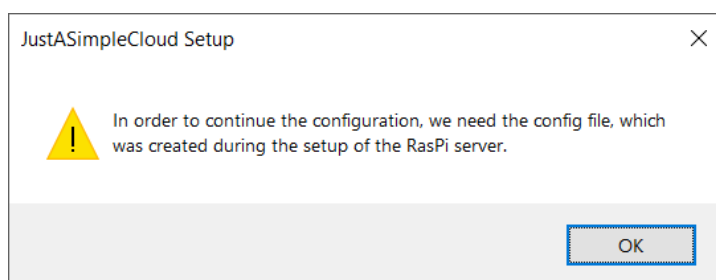 JustASimpleCloud Setup
In order to continue the configuration, we need the config file, which
was created during the setup of the RasPi server.
OK